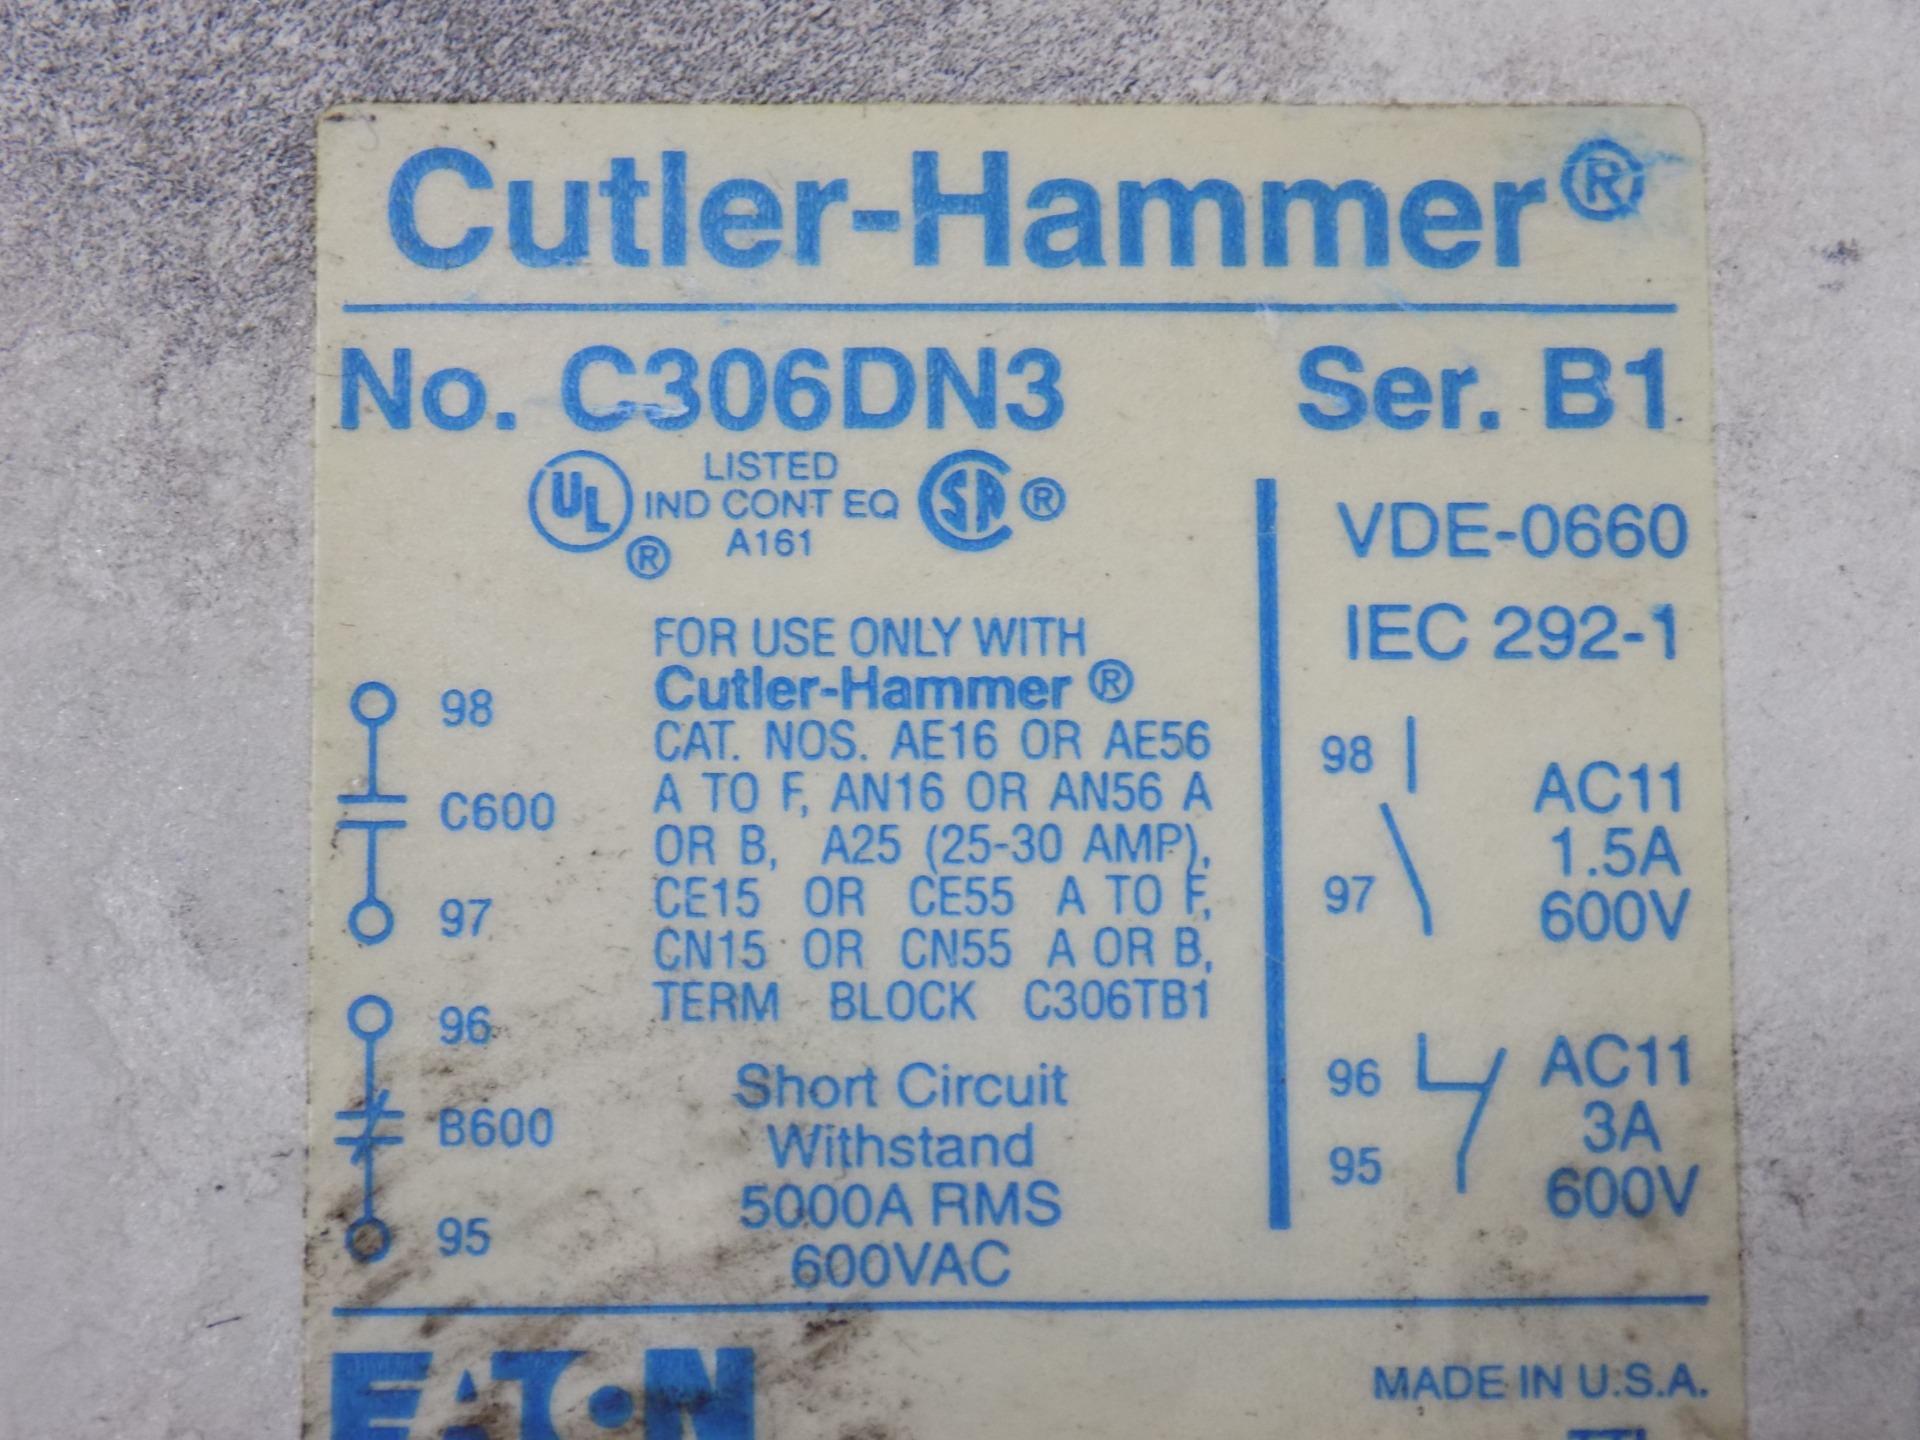 Cutler-Hammer®
No. C306DN3 Ser. B1
UL® LISTED IND CONT EQ A161 SA®
VDE-0660
IEC 292-1
FOR USE ONLY WITH
Cutler-Hammer®
CAT. NOS. AE16 OR AE56
A TO F, AN16 OR AN56 A
OR B, A25 (25-30 AMP),
CE15 OR CE55 A TO F,
CN15 OR CN55 A OR B,
TERM BLOCK C306TB1
98
C600
97
96
B600
95
Short Circuit
Withstand
5000A RMS
600VAC
98
97
AC11
1.5A
600V
96
95
AC11
3A
600V
EATON
MADE IN U.S.A.